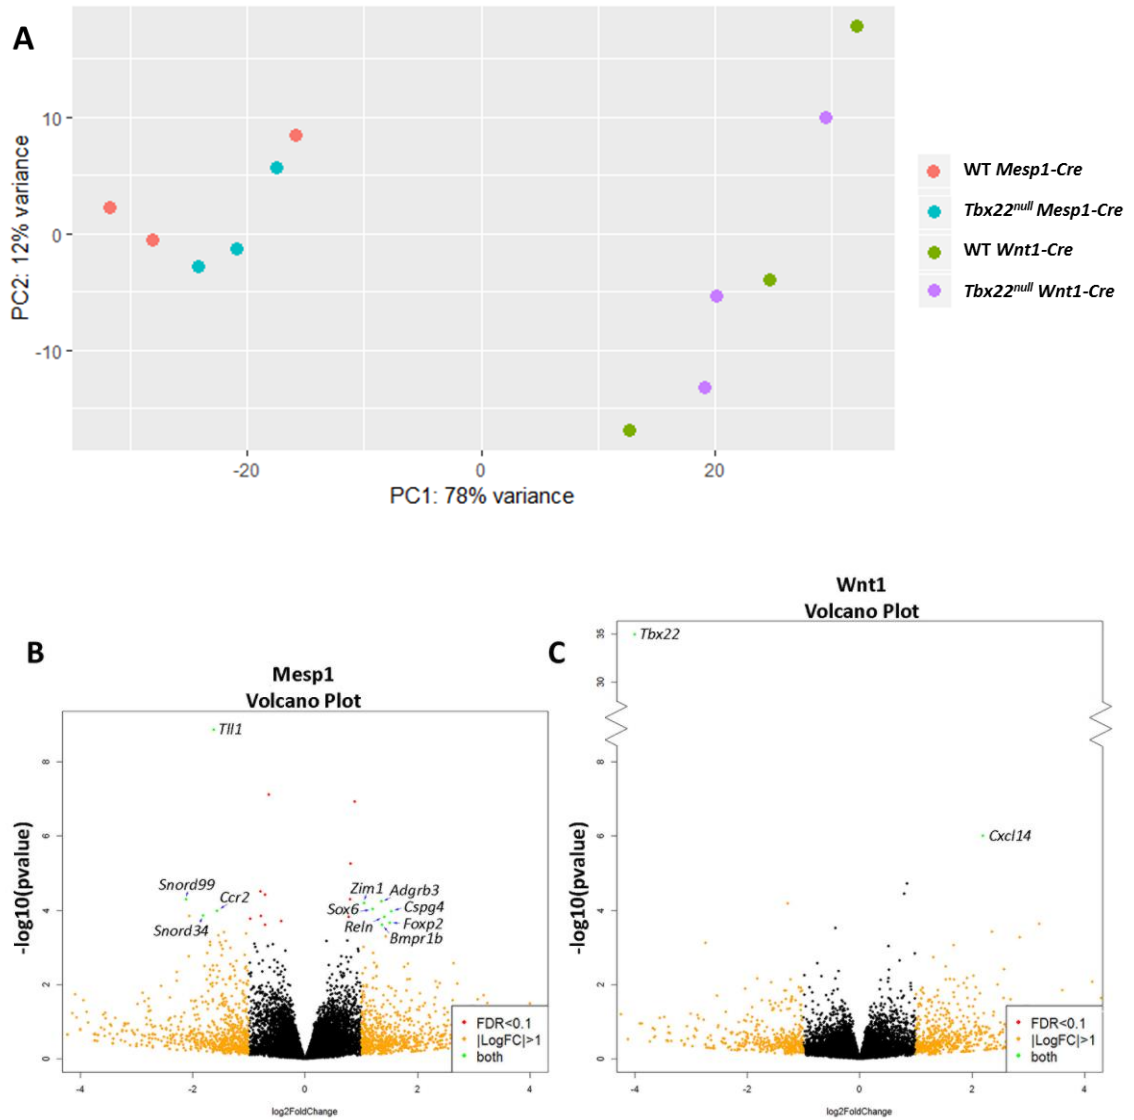 A
10
0
-10
PC2: 12% variance
-20
0
20
PC1: 78% variance
WT Mesp1-Cre
Tbx22null Mesp1-Cre
WT Wnt1-Cre
Tbx22null Wnt1-Cre
B
Mesp1
Volcano Plot
-log10(pvalue)
8
6
4
2
0
Tll1
Snord99
Ccr2
Snord34
Zim1
Adgrb3
Sox6
Cspg4
Reln
Foxp2
Bmpr1b
FDR<0.1
|LogFC|>1
both
-4
-2
0
2
4
log2FoldChange
C
Wnt1
Volcano Plot
-log10(pvalue)
35
30
8
6
4
2
0
Tbx22
Cxcl14
FDR<0.1
|LogFC|>1
both
-4
-2
0
2
4
log2FoldChange